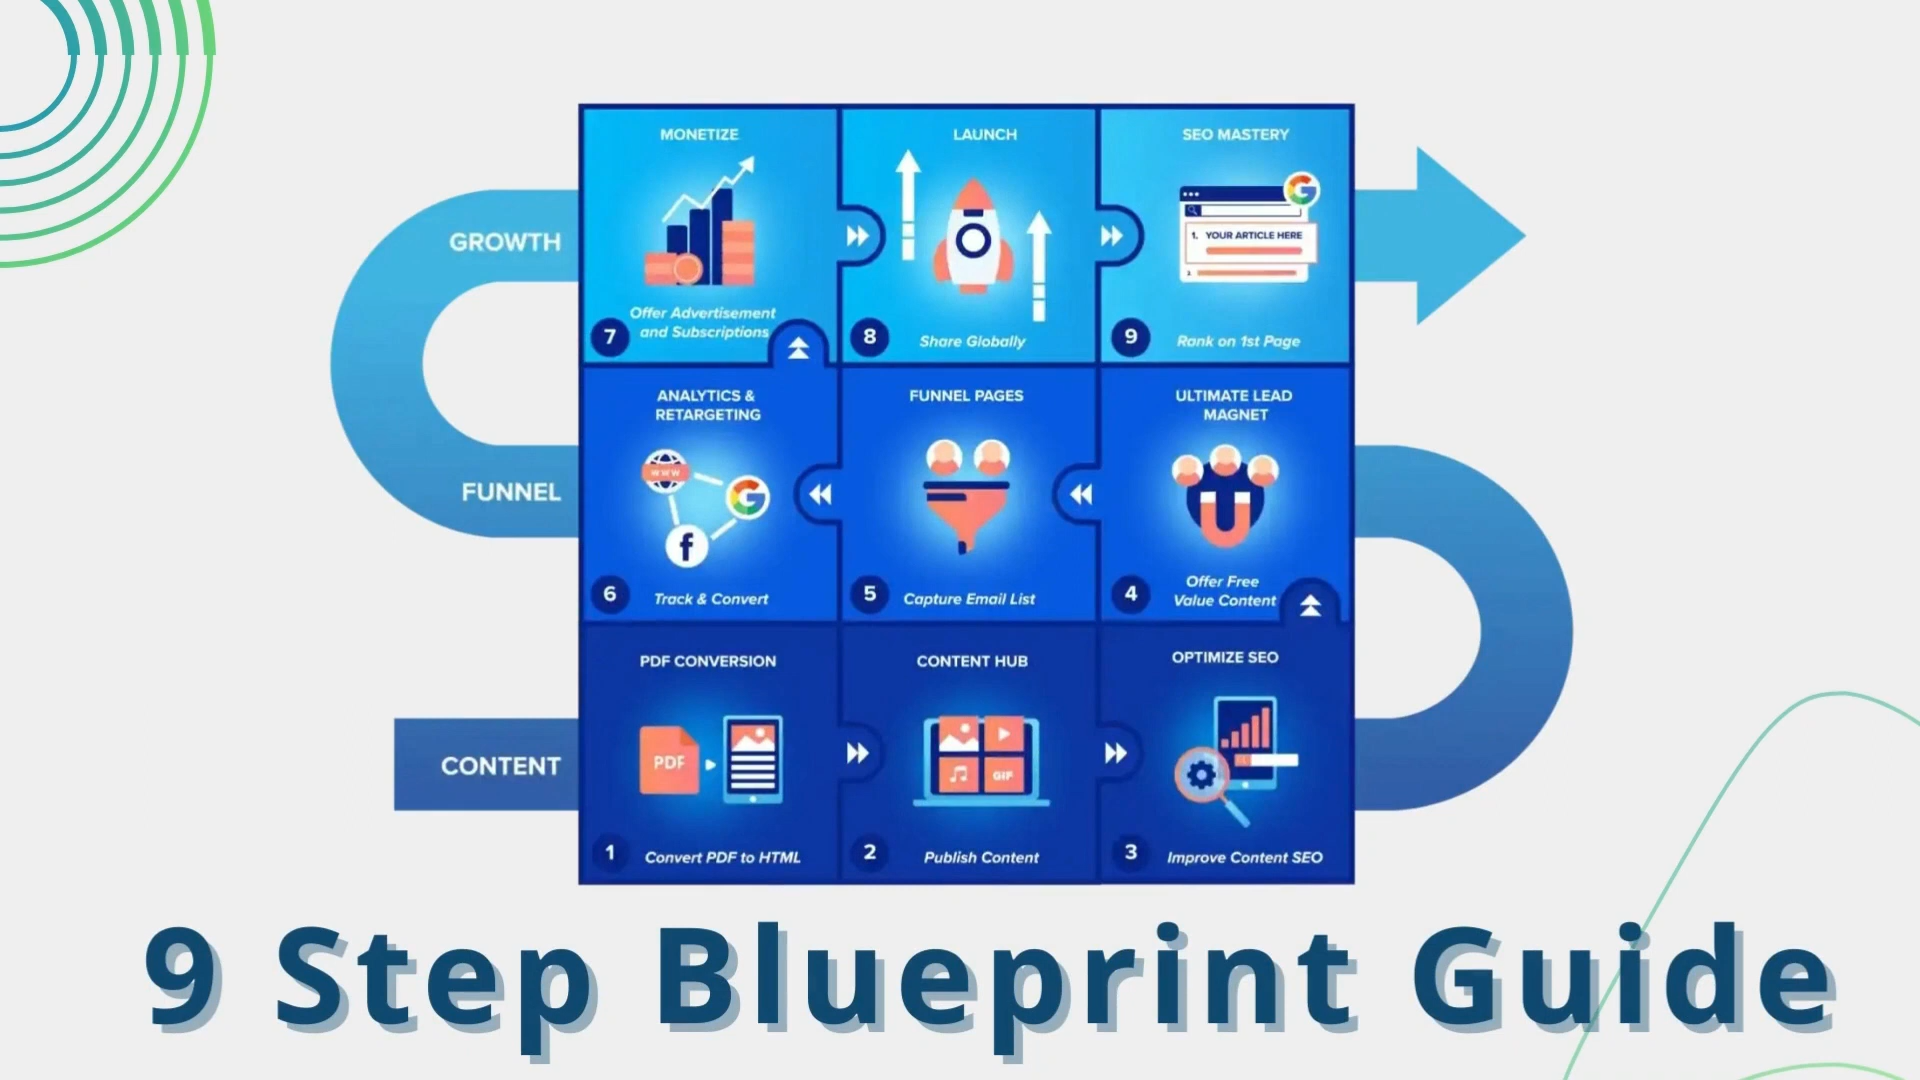 MONETIZE
Offer Advertisement
and Subscriptions
7
LAUNCH
Share Globally
8
SEO MASTERY
1. YOUR ARTICLE HERE
2.
Rank on 1st Page
9
GROWTH
ANALYTICS &
RETARGETING
WWW
G
f
Track & Convert
6
FUNNEL PAGES
Capture Email List
5
ULTIMATE LEAD
MAGNET
Offer Free
Value Content
4
FUNNEL
PDF CONVERSION
PDF
Convert PDF to HTML
1
CONTENT HUB
GIF
Publish Content
2
OPTIMIZE SEO
Improve Content SEO
3
CONTENT
9 Step Blueprint Guide